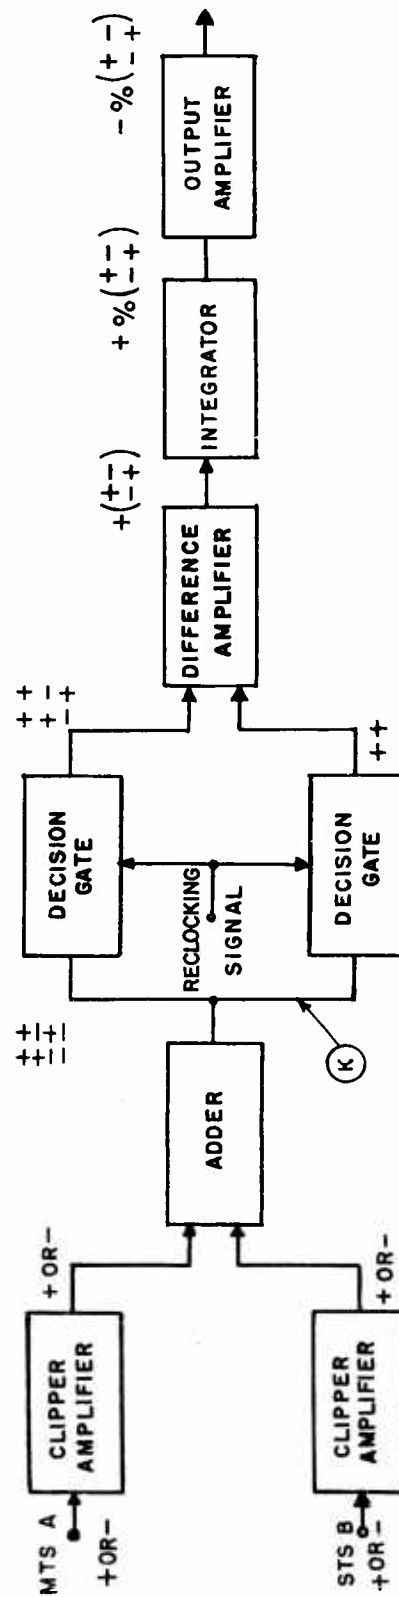 MTS A
+OR−
CLIPPER
AMPLIFIER
+OR−
STS B
+OR−
CLIPPER
AMPLIFIER
+OR−
ADDER
++
+−
−+
−−
K
DECISION
GATE
RECLOCKING
SIGNAL
DECISION
GATE
++
+−
−+
++
DIFFERENCE
AMPLIFIER
+(+−
−+)
INTEGRATOR
+%(+−
−+)
OUTPUT
AMPLIFIER
−%(+−
−+)